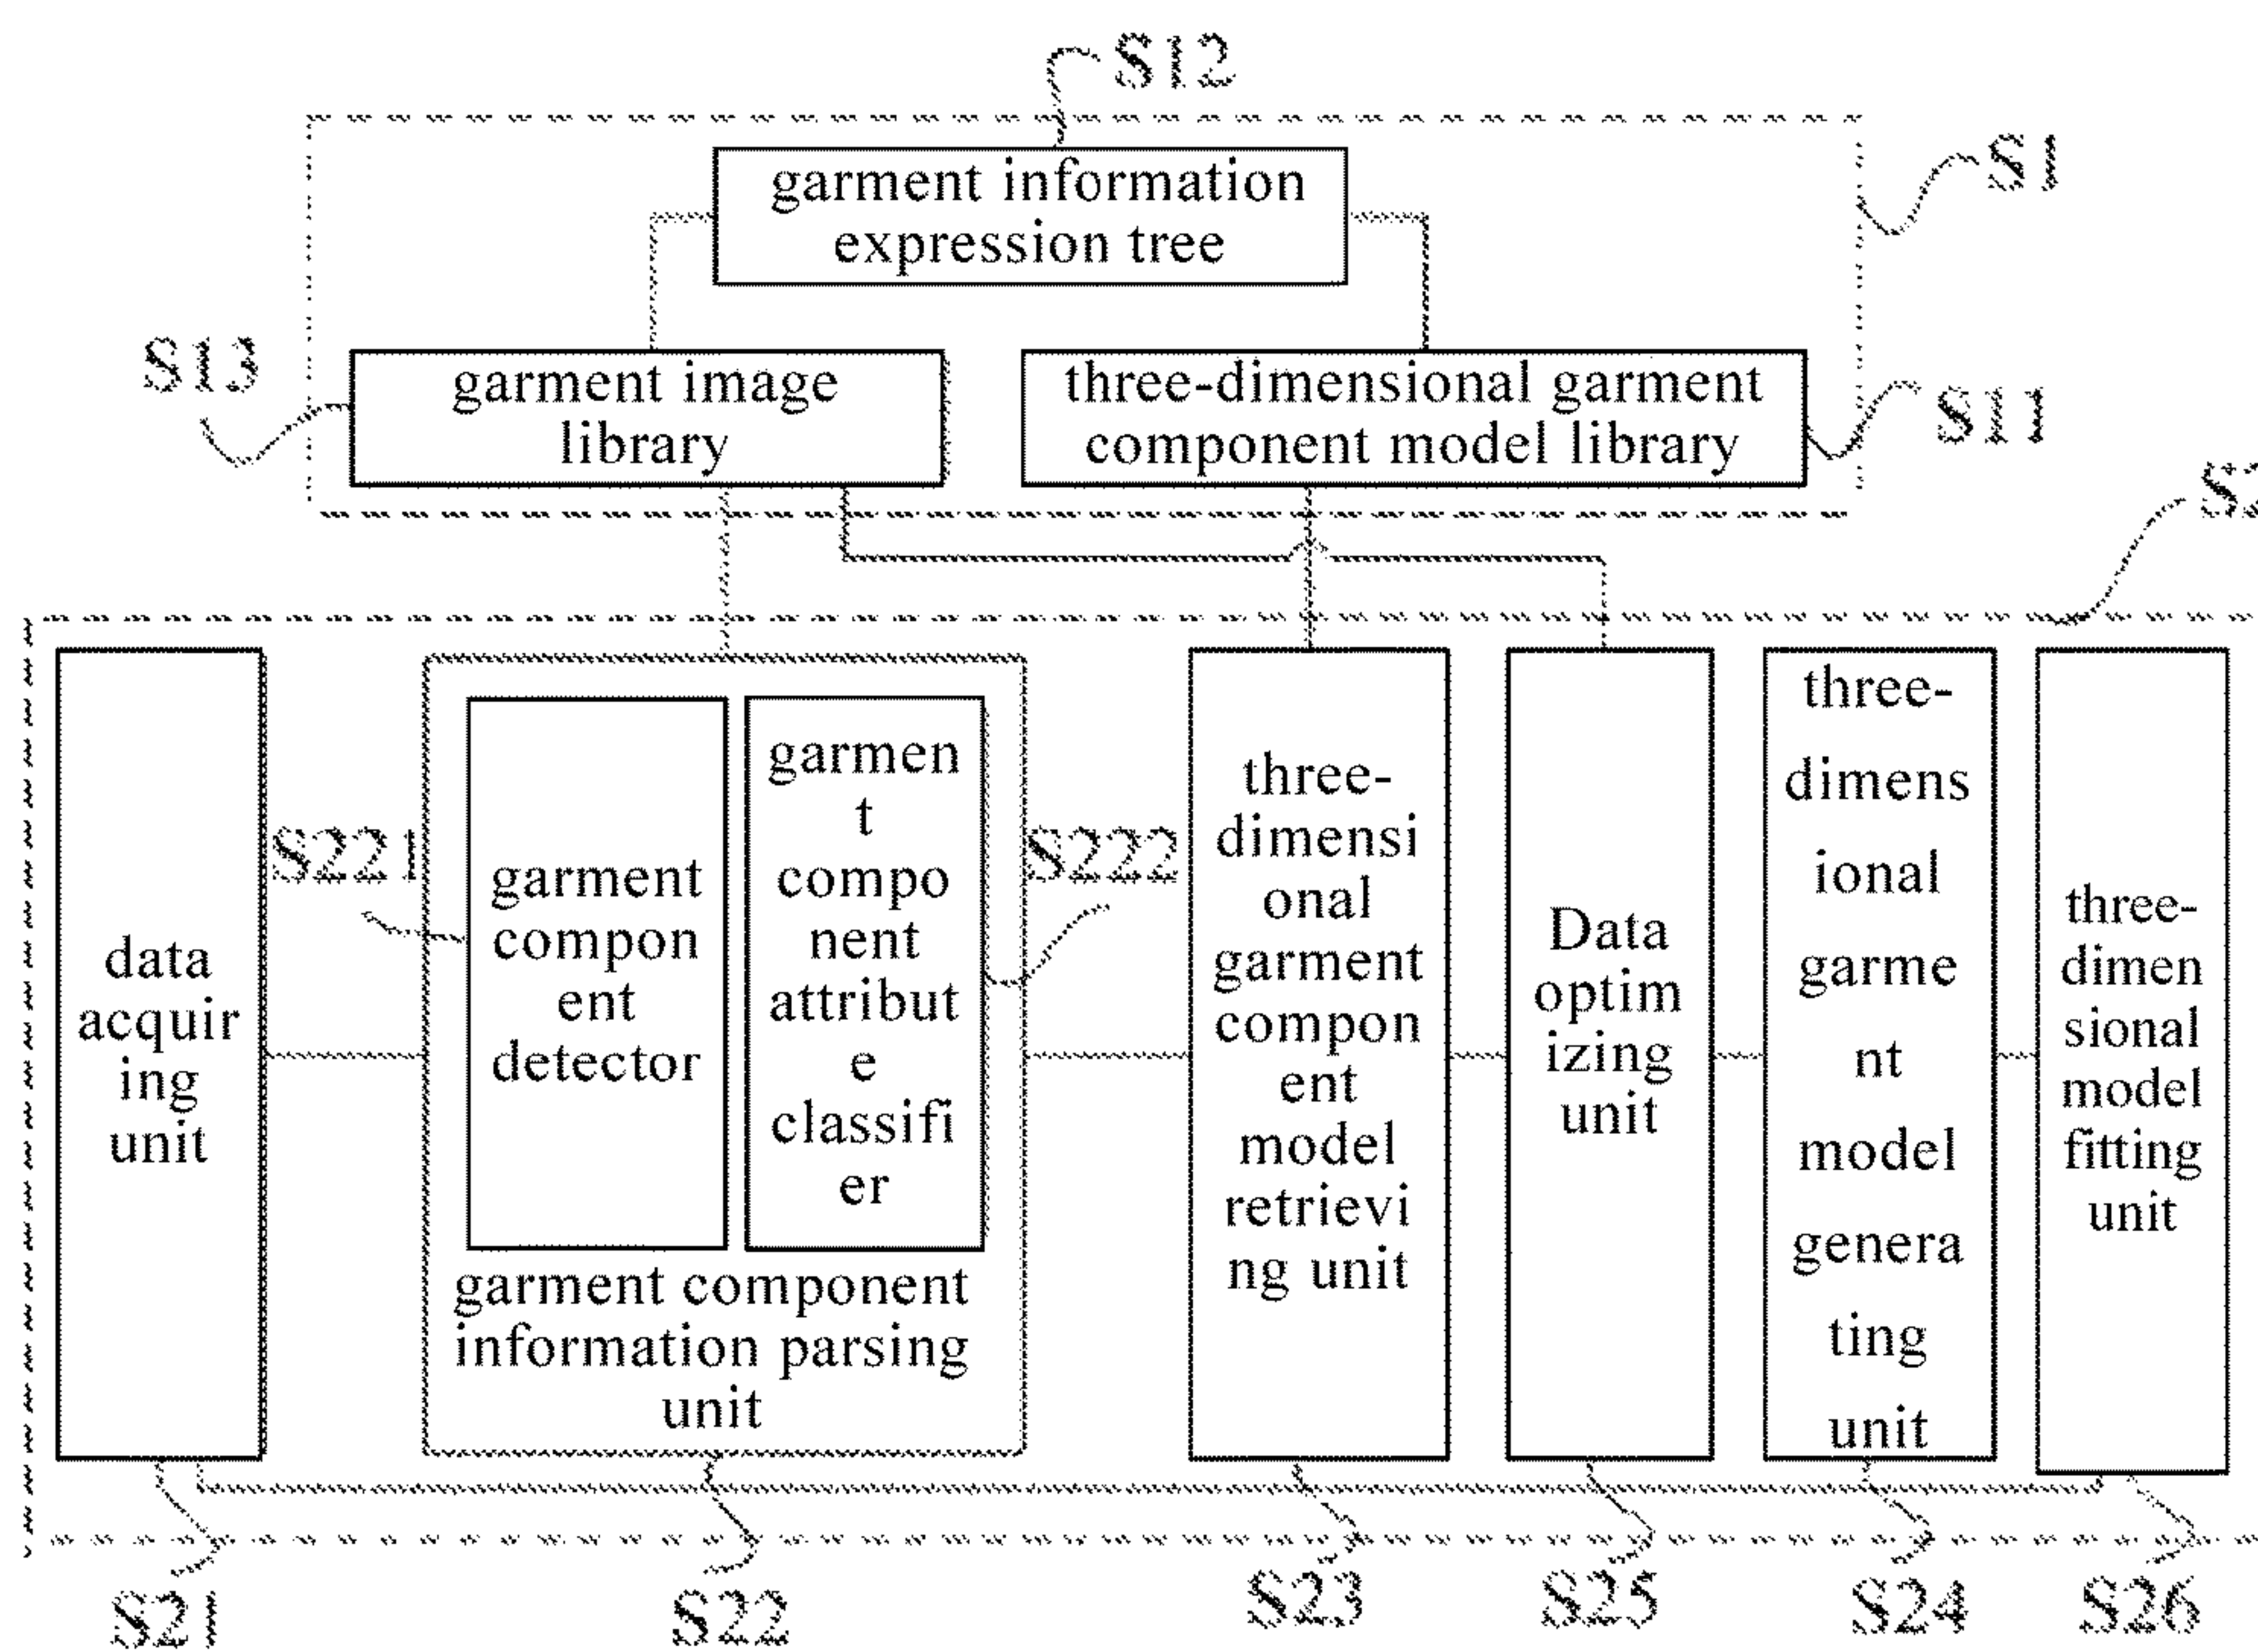 S12
S1
garment information
expression tree
S13
garment image
library
three-dimensional garment
component model library
S11
data
acquir
ing
unit
S221
garment
compon
ent
detector
garmen
t
compo
nent
attribut
e
classifi
er
S222
garment component
information parsing
unit
three-
dimensi
onal
garment
compon
ent
model
retrievi
ng unit
Data
optim
izing
unit
three-
dimens
ional
garme
nt
model
genera
ting
unit
three-
dimen
sional
model
fitting
unit
S21
S22
S23
S25
S24
S26